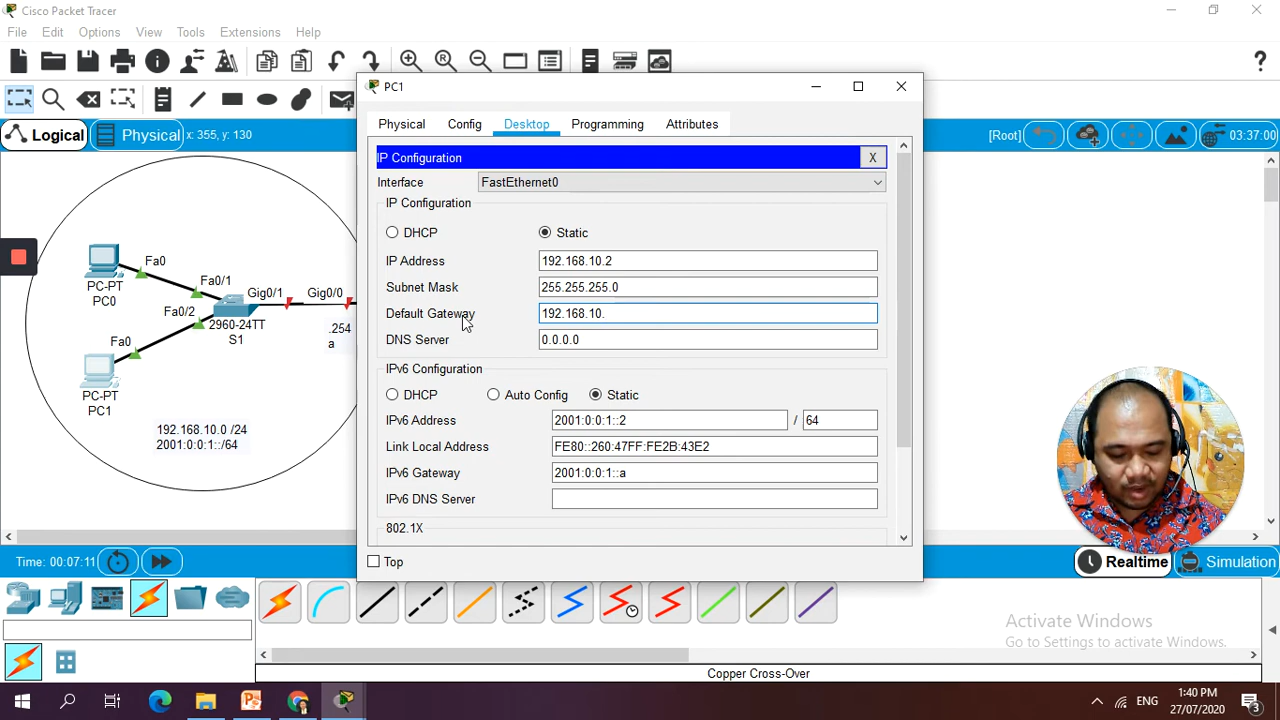 Cisco Packet Tracer
File Edit Options View Tools Extensions Help
PC1
Logical Physical x: 355, y: 130
[Root] 03:37:00
Physical Config Desktop Programming Attributes
IP Configuration X
Interface FastEthernet0
IP Configuration
DHCP Static
IP Address 192.168.10.2
Subnet Mask 255.255.255.0
Default Gateway 192.168.10.
DNS Server 0.0.0.0
IPv6 Configuration
DHCP Auto Config Static
IPv6 Address 2001:0:0:1::2 / 64
Link Local Address FE80::260:47FF:FE2B:43E2
IPv6 Gateway 2001:0:0:1::a
IPv6 DNS Server
802.1X
Top
Fa0
PC-PT
PC0
Fa0/1
Gig0/1 Gig0/0
Fa0/2
2960-24TT
S1
.254
a
Fa0
PC-PT
PC1
192.168.10.0 /24
2001:0:0:1::/64
Time: 00:07:11
Realtime Simulation
Activate Windows
Go to Settings to activate Windows.
Copper Cross-Over
ENG
1:40 PM
27/07/2020
3